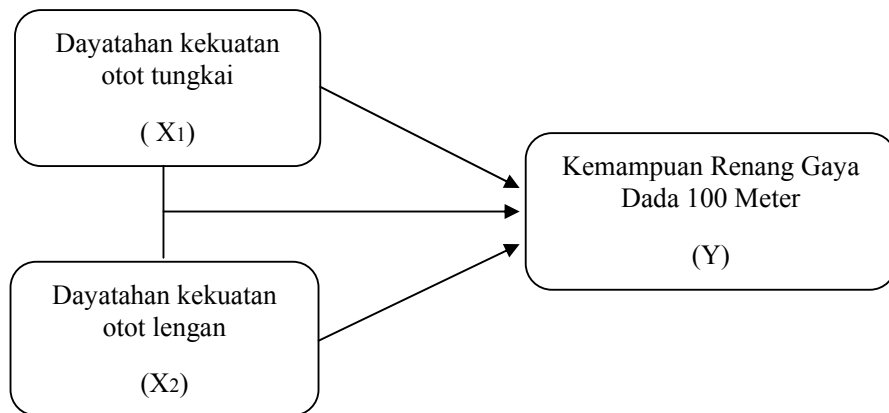 Dayatahan kekuatan
otot tungkai
( X1)
Kemampuan Renang Gaya
Dada 100 Meter
(Y)
Dayatahan kekuatan
otot lengan
(X2)